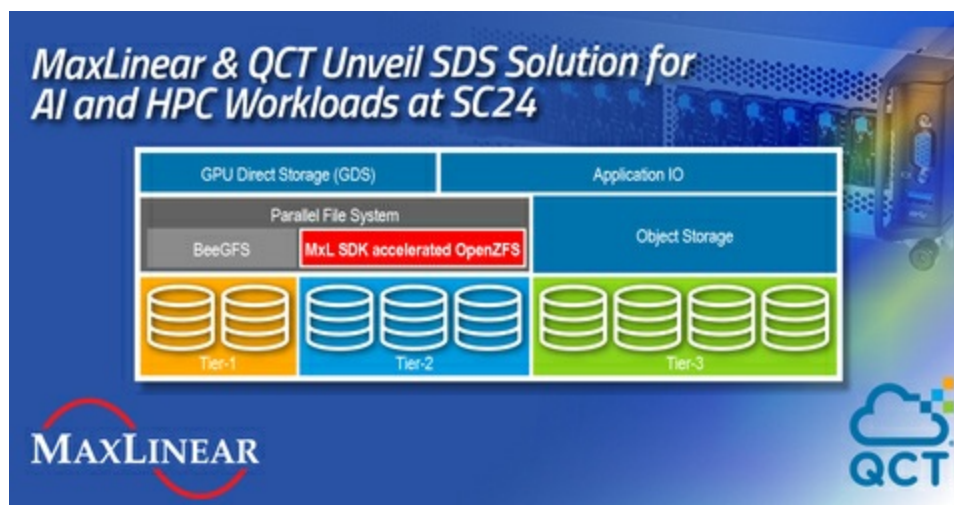 MaxLinear & QCT Unveil SDS Solution for
AI and HPC Workloads at SC24
GPU Direct Storage (GDS)
Application IO
Parallel File System
BeeGFS
MxL SDK accelerated OpenZFS
Object Storage
Tier-1
Tier-2
Tier-3
MAXLINEAR
QCT